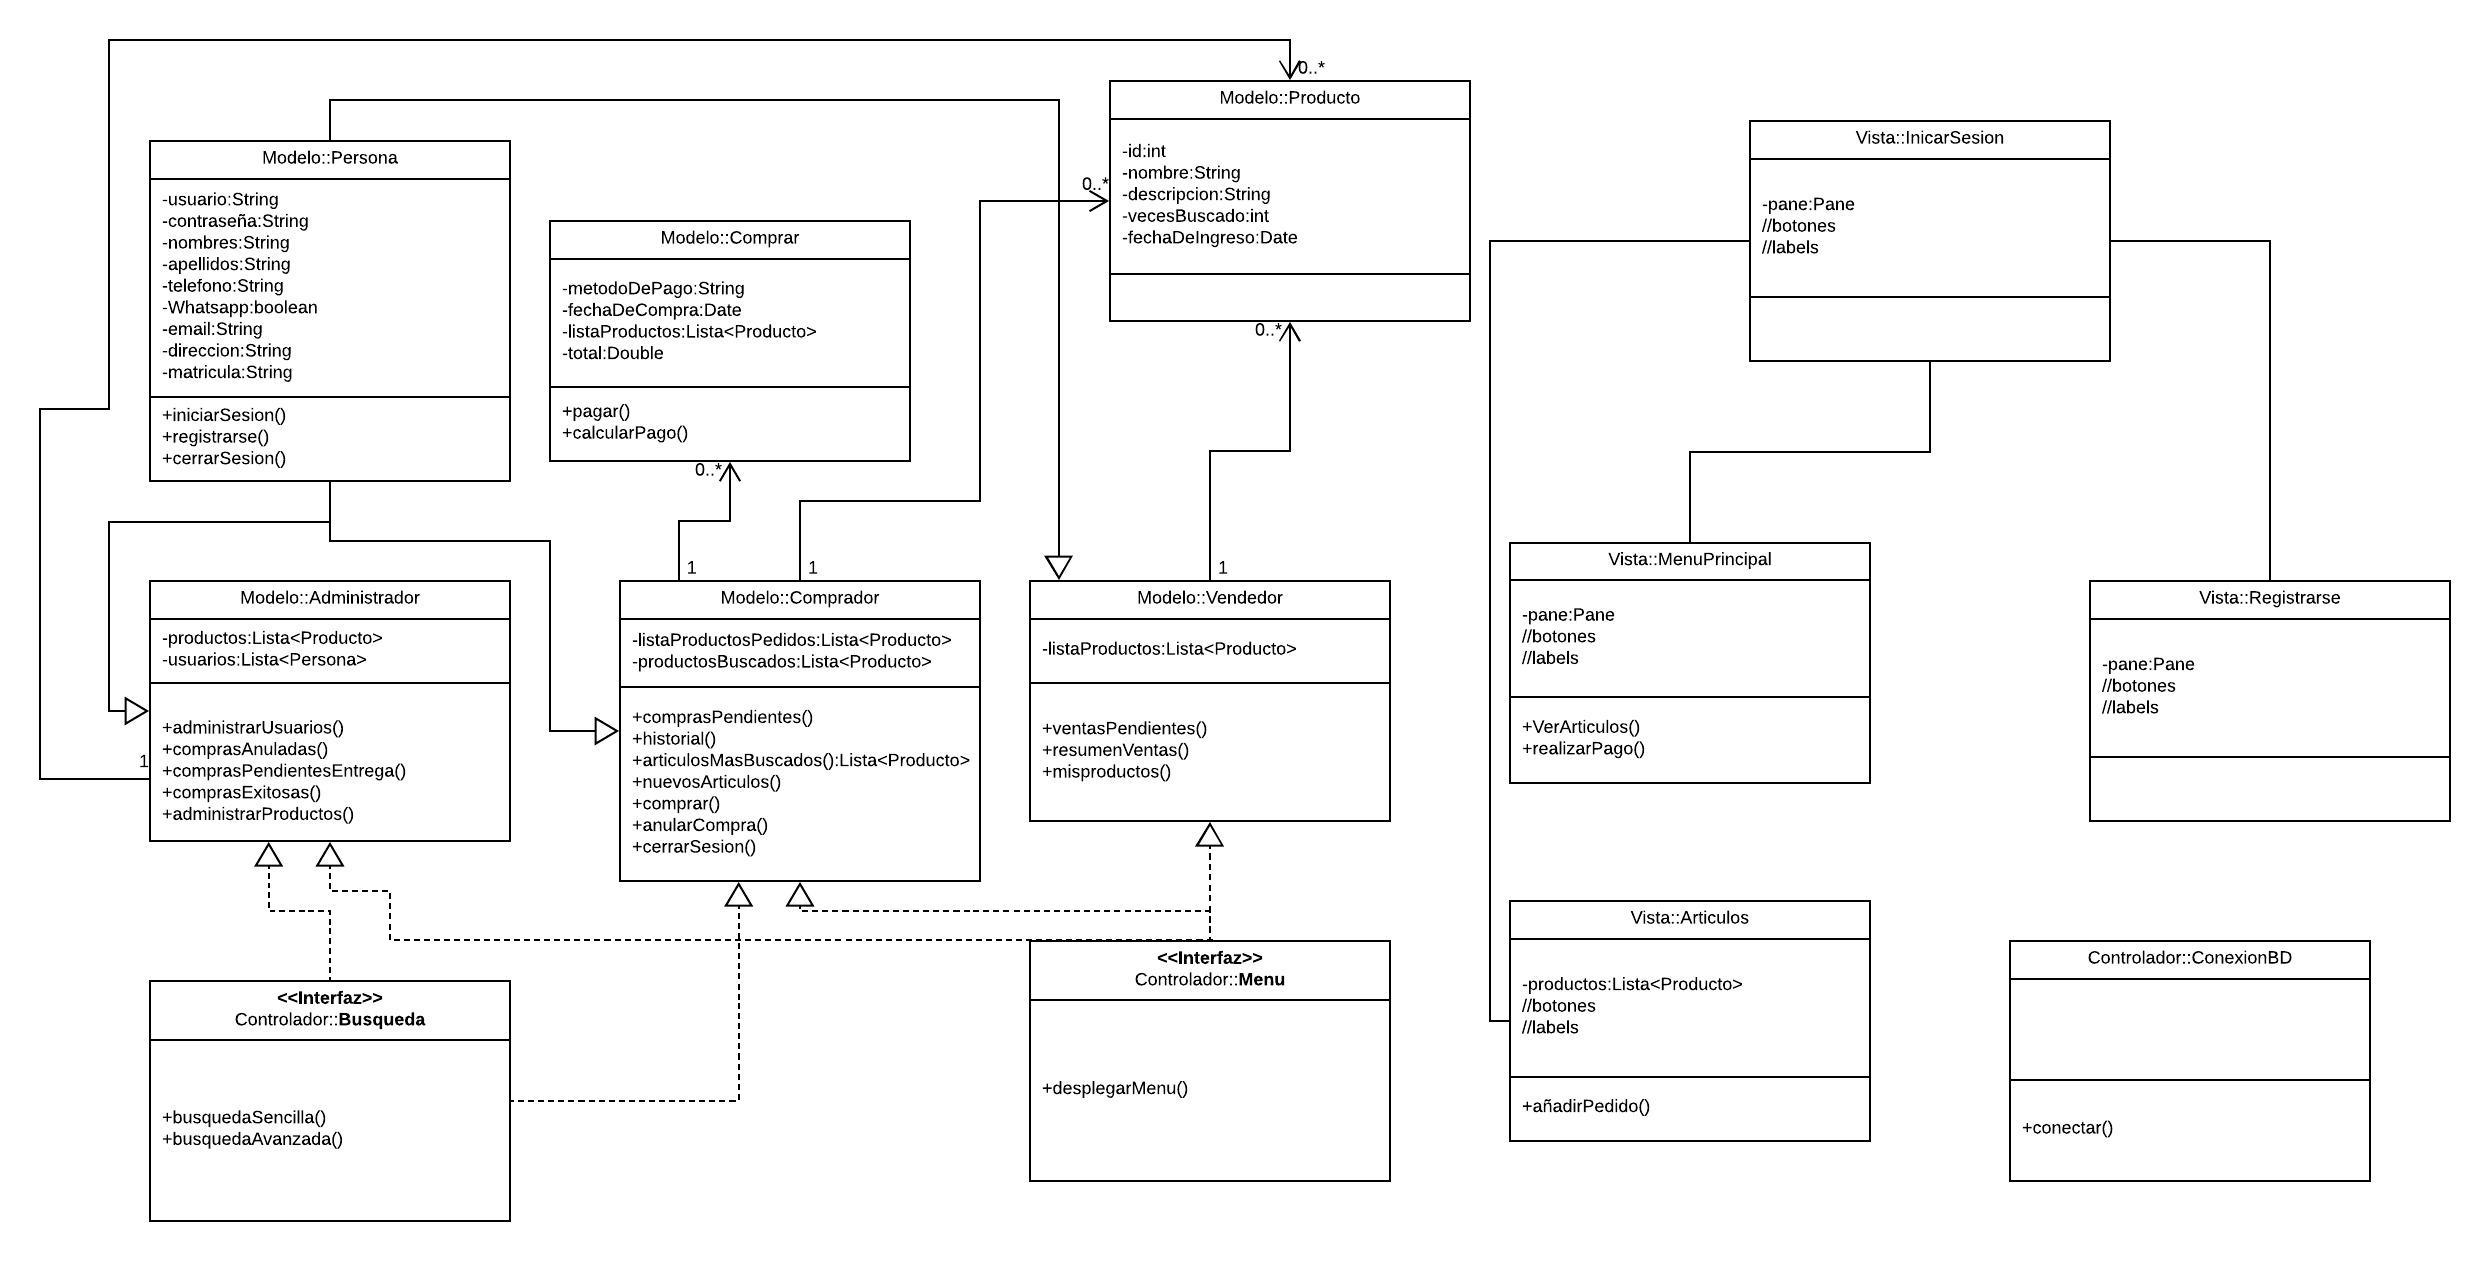 0..*
Modelo::Producto
-id:int
-nombre:String
-descripcion:String
-vecesBuscado:int
-fechaDeIngreso:Date
0..*
0..*
Modelo::Persona
-usuario:String
-contraseña:String
-nombres:String
-apellidos:String
-telefono:String
-Whatsapp:boolean
-email:String
-direccion:String
-matricula:String
+iniciarSesion()
+registrarse()
+cerrarSesion()
Modelo::Comprar
-metodoDePago:String
-fechaDeCompra:Date
-listaProductos:Lista<Producto>
-total:Double
+pagar()
+calcularPago()
0..*
1
1
1
Vista::InicarSesion
-pane:Pane
//botones
//labels
Modelo::Administrador
-productos:Lista<Producto>
-usuarios:Lista<Persona>
+administrarUsuarios()
+comprasAnuladas()
+comprasPendientesEntrega()
+comprasExitosas()
+administrarProductos()
1
Modelo::Comprador
-listaProductosPedidos:Lista<Producto>
-productosBuscados:Lista<Producto>
+comprasPendientes()
+historial()
+articulosMasBuscados():Lista<Producto>
+nuevosArticulos()
+comprar()
+anularCompra()
+cerrarSesion()
Modelo::Vendedor
-listaProductos:Lista<Producto>
+ventasPendientes()
+resumenVentas()
+misproductos()
Vista::MenuPrincipal
-pane:Pane
//botones
//labels
+VerArticulos()
+realizarPago()
Vista::Registrarse
-pane:Pane
//botones
//labels
<<Interfaz>>
Controlador::Busqueda
+busquedaSencilla()
+busquedaAvanzada()
<<Interfaz>>
Controlador::Menu
+desplegarMenu()
Vista::Articulos
-productos:Lista<Producto>
//botones
//labels
+añadirPedido()
Controlador::ConexionBD
+conectar()